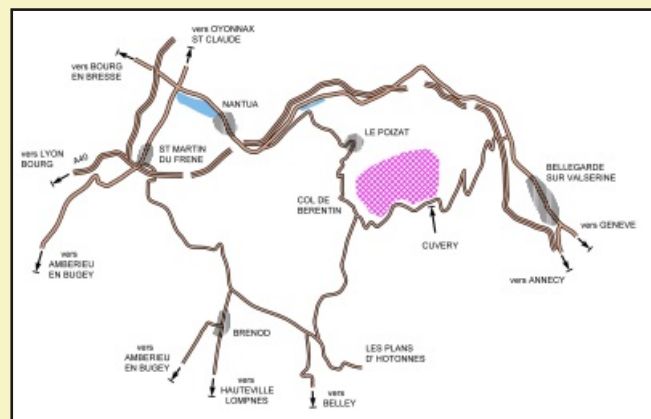 vers OYONNAX
ST CLAUDE
vers BOURG
EN BRESSE
NANTUA
LE POIZAT
ST MARTIN
DU FRENE
vers LYON
BOURG
A40
BELLEGARDE
SUR VALSERINE
COL DE
BERENTIN
vers GENEVE
CUVERY
vers
AMBERIEU
EN BUGEY
vers ANNECY
BRENOD
LES PLANS
D' HOTONNES
vers
AMBERIEU
EN BUGEY
vers
HAUTEVILLE
LOMPNES
vers
BELLEY